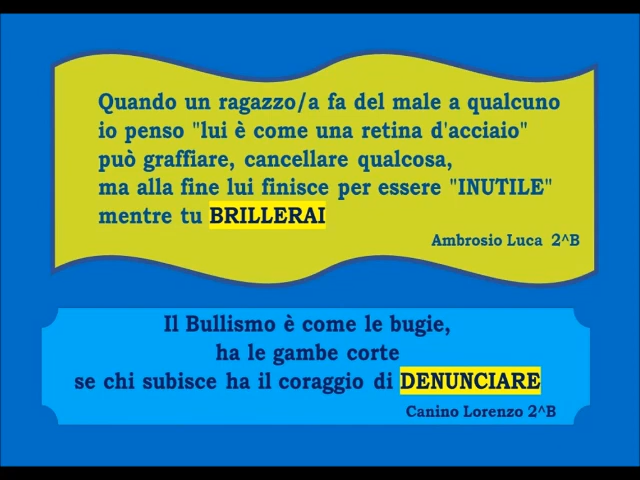 Quando un ragazzo/a fa del male a qualcuno
io penso "lui è come una retina d'acciaio"
può graffiare, cancellare qualcosa,
ma alla fine lui finisce per essere "INUTILE"
mentre tu BRILLERAI
Ambrosio Luca 2^B
Il Bullismo è come le bugie,
ha le gambe corte
se chi subisce ha il coraggio di DENUNCIARE
Canino Lorenzo 2^B